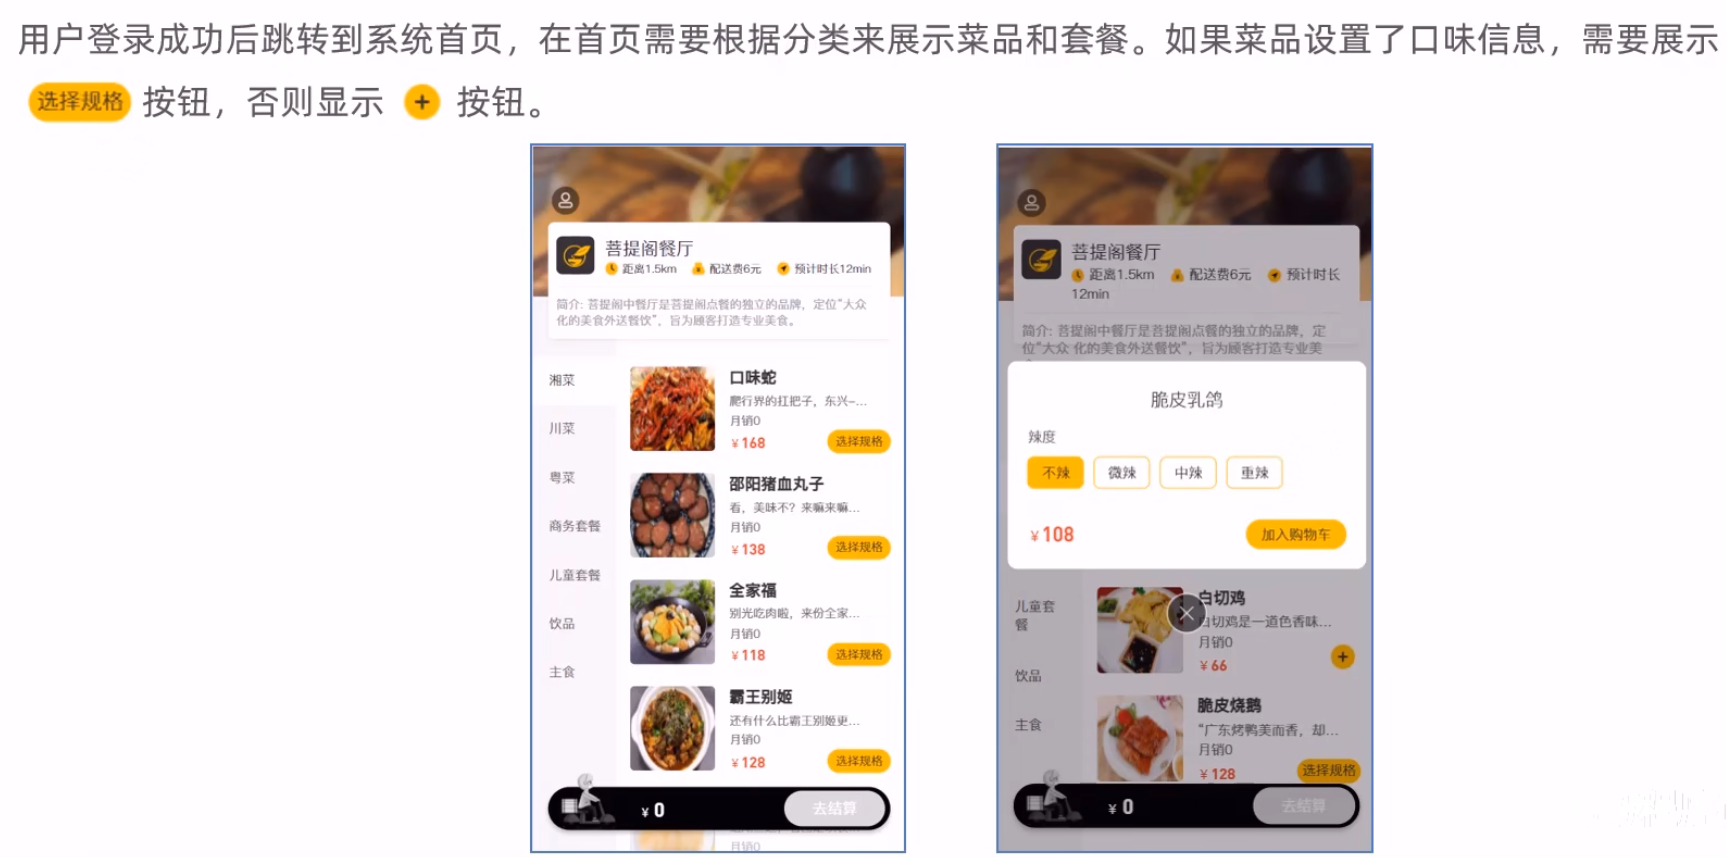 用户登录成功后跳转到系统首页，在首页需要根据分类来展示菜品和套餐。如果菜品设置了口味信息，需要展示
选择规格 按钮，否则显示 + 按钮。
菩提阁餐厅
距离1.5km 配送费6元 预计时长12min
简介: 菩提阁中餐厅是菩提阁点餐的独立的品牌，定位“大众
化的美食外送餐饮”，旨为顾客打造专业美食。
湘菜
川菜
粤菜
商务套餐
儿童套餐
饮品
主食
口味蛇
爬行界的扛把子，东兴-...
月销0
¥168
选择规格
邵阳猪血丸子
看，美味不？来嘛来嘛...
月销0
¥138
选择规格
全家福
别光吃肉啦，来份全家...
月销0
¥118
选择规格
霸王别姬
还有什么比霸王别姬更...
月销0
¥128
选择规格
¥0
去结算
月销0
菩提阁餐厅
距离1.5km 配送费6元 预计时长
12min
简介: 菩提阁中餐厅是菩提阁点餐的独立的品牌，定
位“大众 化的美食外送餐饮”，旨为顾客打造专业美
脆皮乳鸽
辣度
不辣 微辣 中辣 重辣
¥108
加入购物车
儿童套
餐
饮品
主食
白切鸡
白切鸡是一道色香味...
月销0
¥66
+
脆皮烧鹅
“广东烤鸭美而香，却...
月销0
¥128
选择规格
¥0
去结算